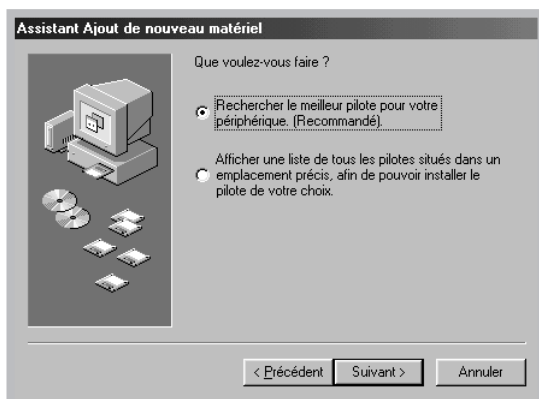 Assistant Ajout de nouveau matériel
Que voulez-vous faire ?
Rechercher le meilleur pilote pour votre
périphérique. (Recommandé).
Afficher une liste de tous les pilotes situés dans un
emplacement précis, afin de pouvoir installer le
pilote de votre choix.
< Précédent
Suivant >
Annuler